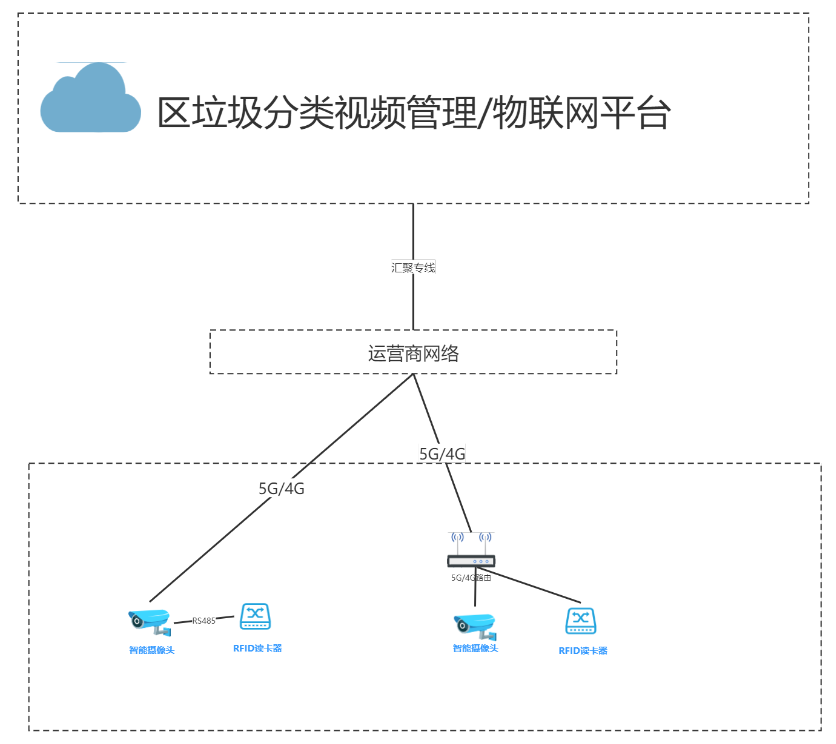 区垃圾分类视频管理/物联网平台
汇聚专线
运营商网络
5G/4G
5G/4G
5G/4G路由
RS485
智能摄像头
RFID读卡器
智能摄像头
RFID读卡器